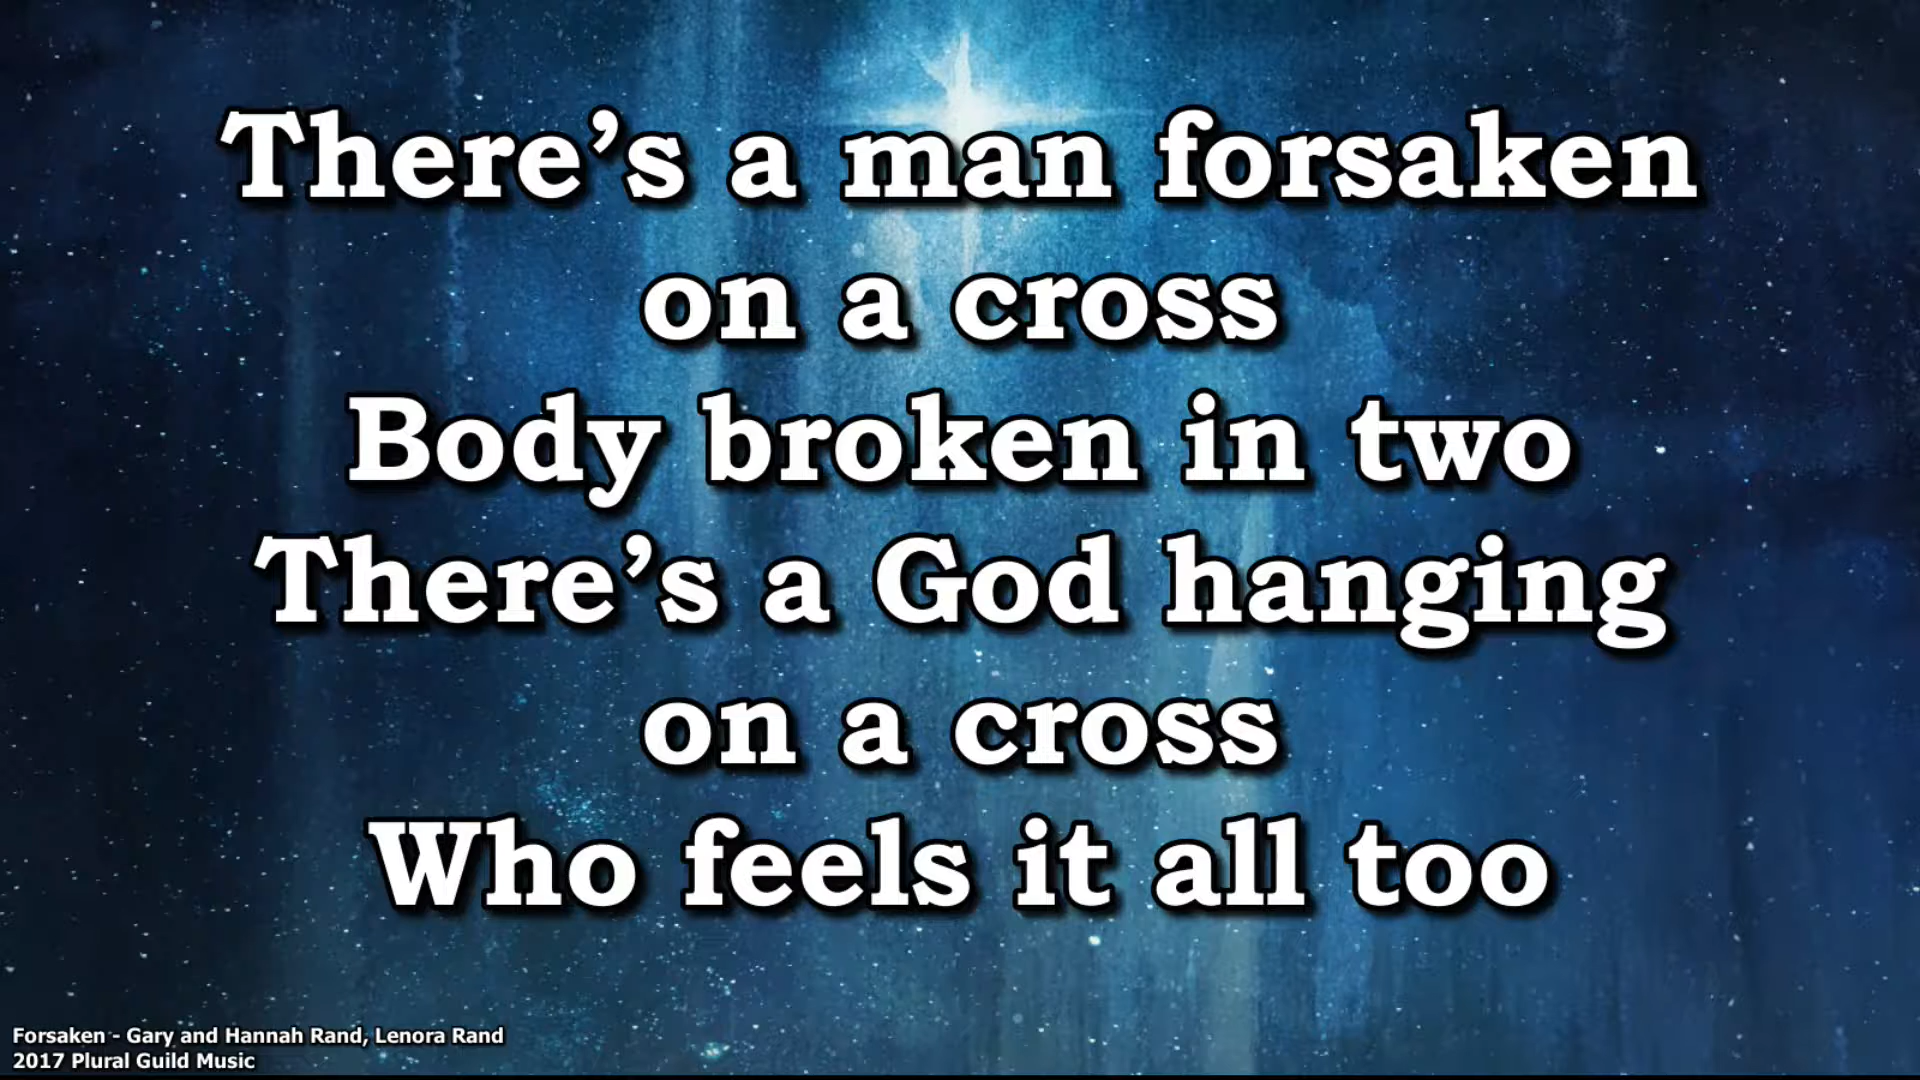 There’s a man forsaken
on a cross
Body broken in two
There’s a God hanging
on a cross
Who feels it all too
Forsaken - Gary and Hannah Rand, Lenora Rand
2017 Plural Guild Music